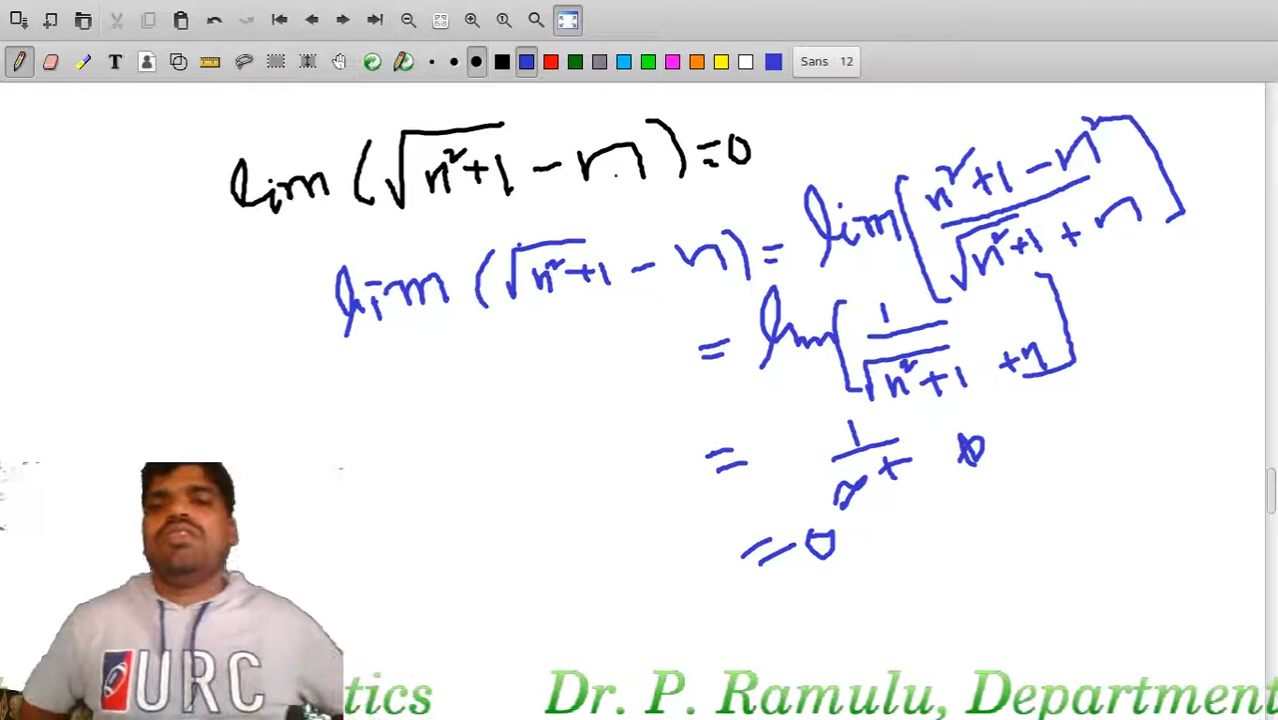 Sans 12
lim (√n²+1 - n) = 0
lim (√n²+1 - n) = lim [n²+1 - n² / √n²+1 + n]
= lim [1 / √n²+1 + n]
= 1 / ∞ +
= 0
URC
tics Dr. P. Ramulu, Department